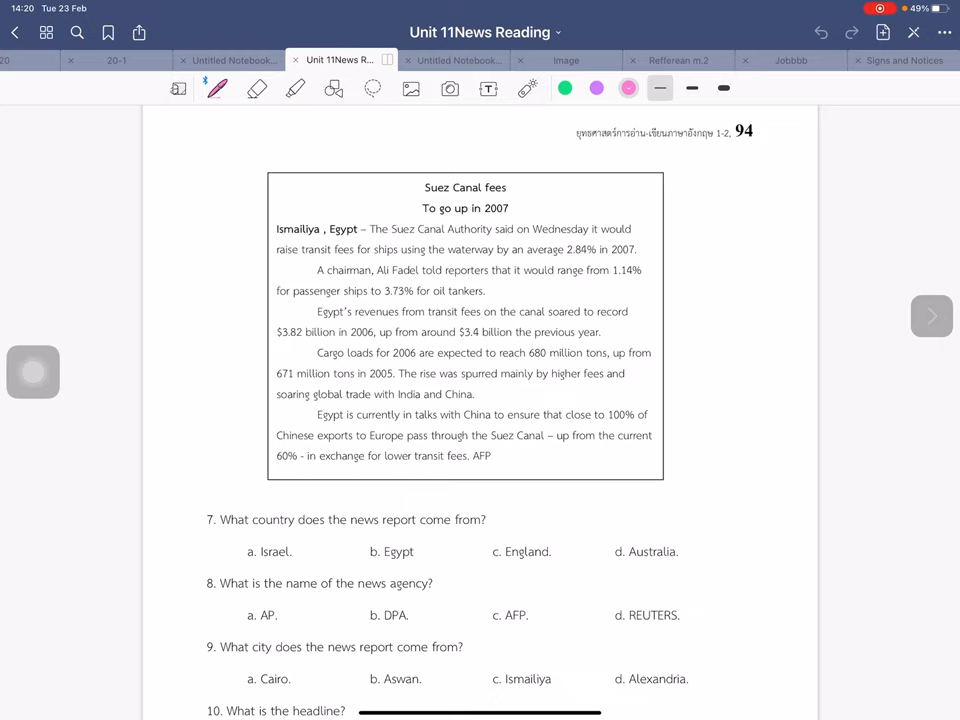 14:20 Tue 23 Feb
49%
Unit 11News Reading
20
20-1
Untitled Notebook...
Unit 11News R...
Untitled Notebook...
Image
Refferean m.2
Jobbbb
Signs and Notices
ยุทธศาสตร์การอ่าน-เขียนภาษาอังกฤษ 1-2, 94
Suez Canal fees
To go up in 2007
Ismailiya , Egypt – The Suez Canal Authority said on Wednesday it would
raise transit fees for ships using the waterway by an average 2.84% in 2007.
A chairman, Ali Fadel told reporters that it would range from 1.14%
for passenger ships to 3.73% for oil tankers.
Egypt's revenues from transit fees on the canal soared to record
$3.82 billion in 2006, up from around $3.4 billion the previous year.
Cargo loads for 2006 are expected to reach 680 million tons, up from
671 million tons in 2005. The rise was spurred mainly by higher fees and
soaring global trade with India and China.
Egypt is currently in talks with China to ensure that close to 100% of
Chinese exports to Europe pass through the Suez Canal – up from the current
60% - in exchange for lower transit fees. AFP
7. What country does the news report come from?
a. Israel. b. Egypt c. England. d. Australia.
8. What is the name of the news agency?
a. AP. b. DPA. c. AFP. d. REUTERS.
9. What city does the news report come from?
a. Cairo. b. Aswan. c. Ismailiya d. Alexandria.
10. What is the headline?